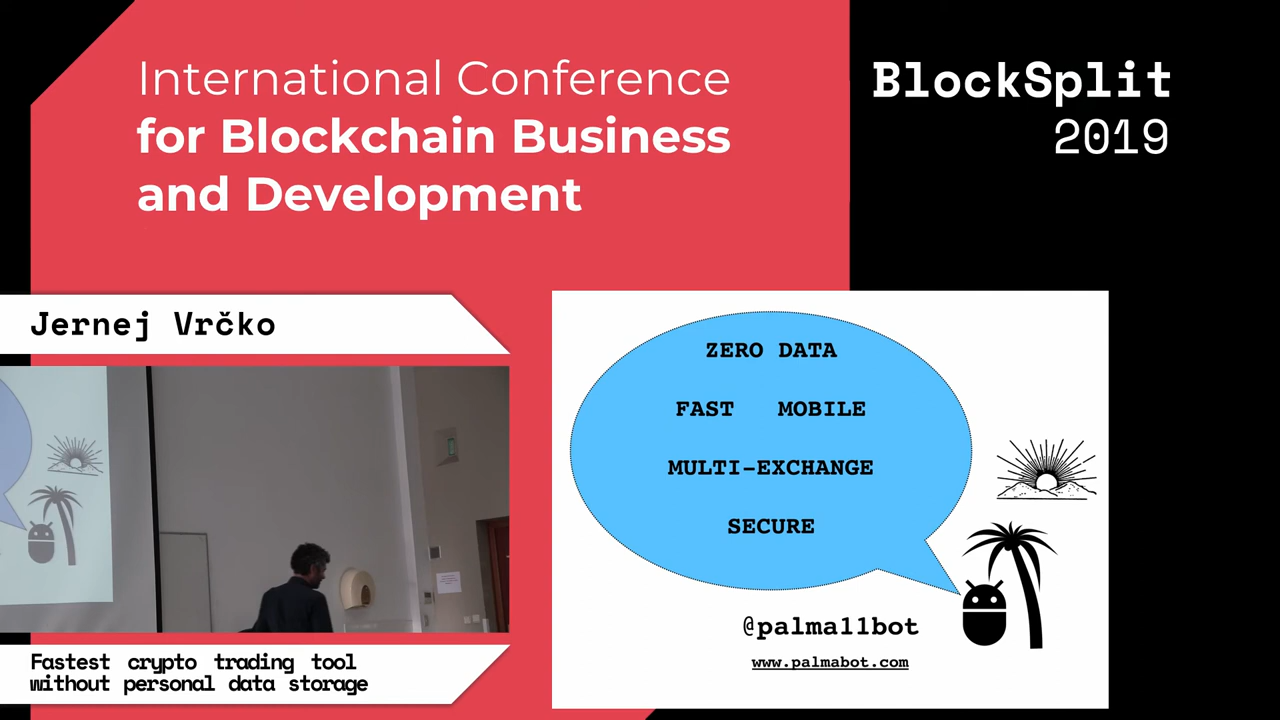 International Conference
for Blockchain Business
and Development
BlockSplit
2019
Jernej Vrčko
ZERO DATA
FAST MOBILE
MULTI-EXCHANGE
SECURE
@palma11bot
www.palmabot.com
Fastest crypto trading tool
without personal data storage